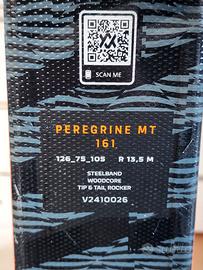 SCAN ME
PEREGRINE MT
161
126_75_105 R 13,5 M
STEELBAND
WOODCORE
TIP & TAIL ROCKER
V2410026